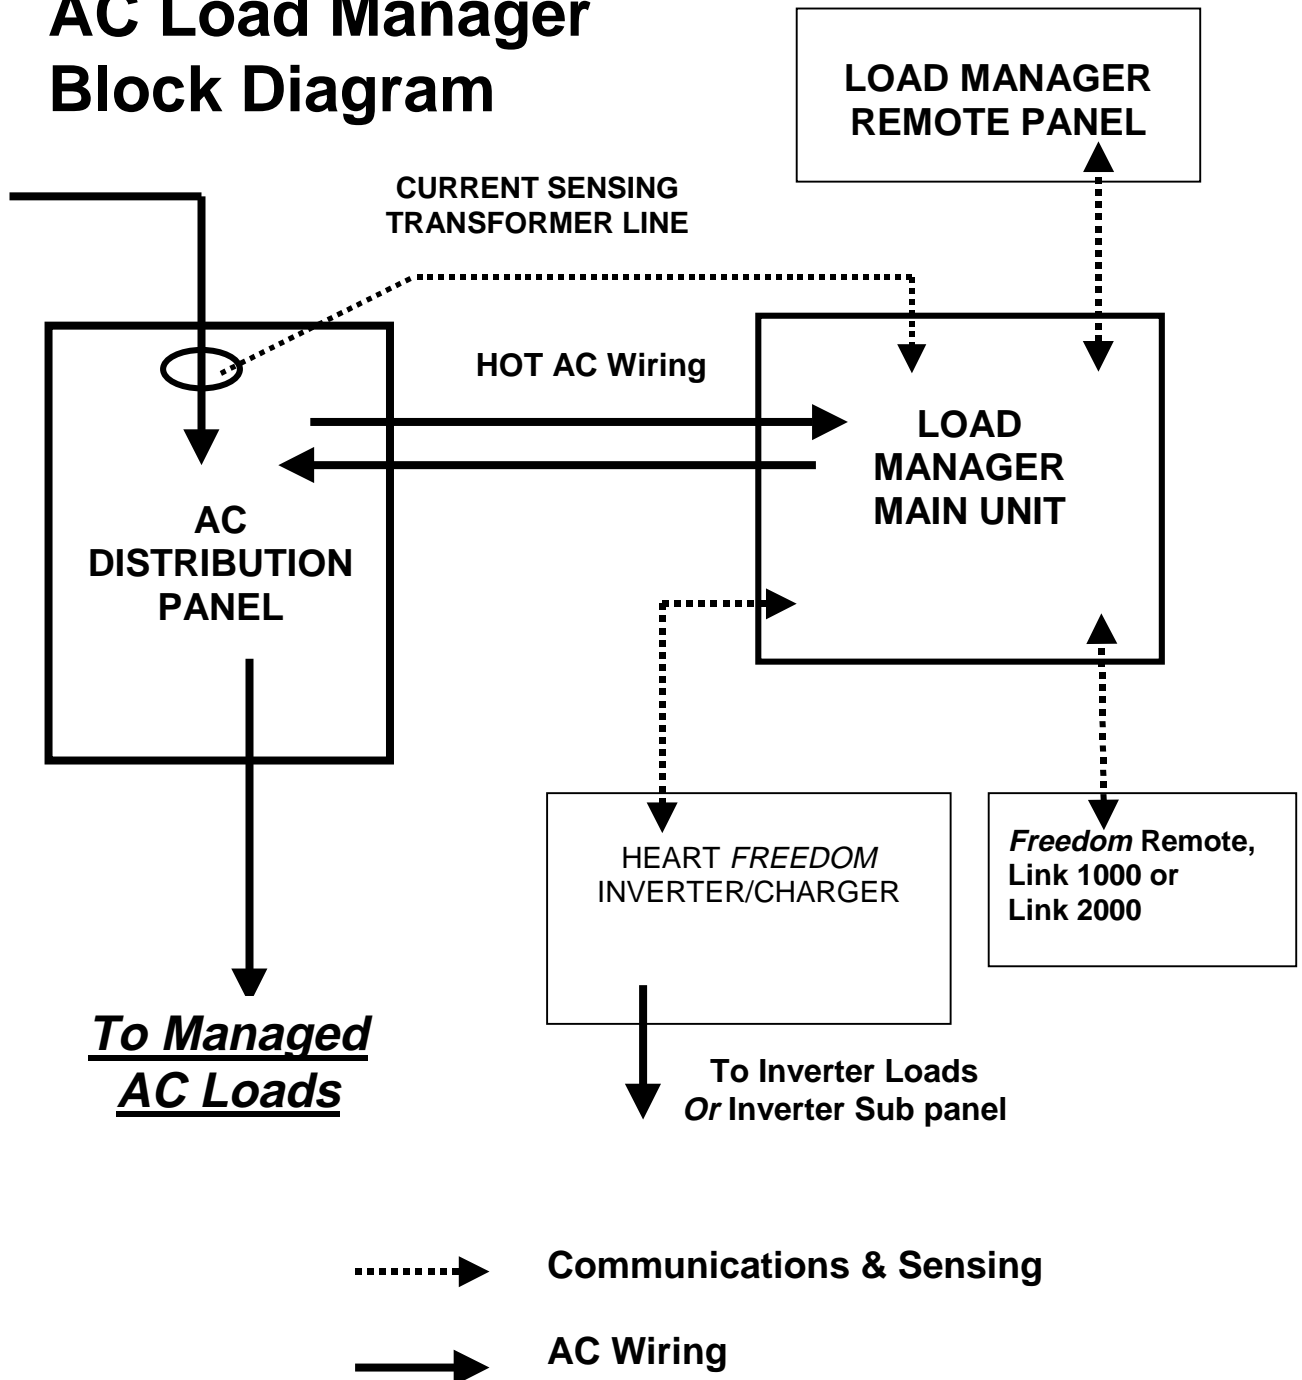 AC Load Manager
Block Diagram
LOAD MANAGER
REMOTE PANEL
CURRENT SENSING
TRANSFORMER LINE
HOT AC Wiring
LOAD
MANAGER
MAIN UNIT
AC
DISTRIBUTION
PANEL
HEART FREEDOM
INVERTER/CHARGER
Freedom Remote,
Link 1000 or
Link 2000
To Managed
AC Loads
To Inverter Loads
Or Inverter Sub panel
Communications & Sensing
AC Wiring